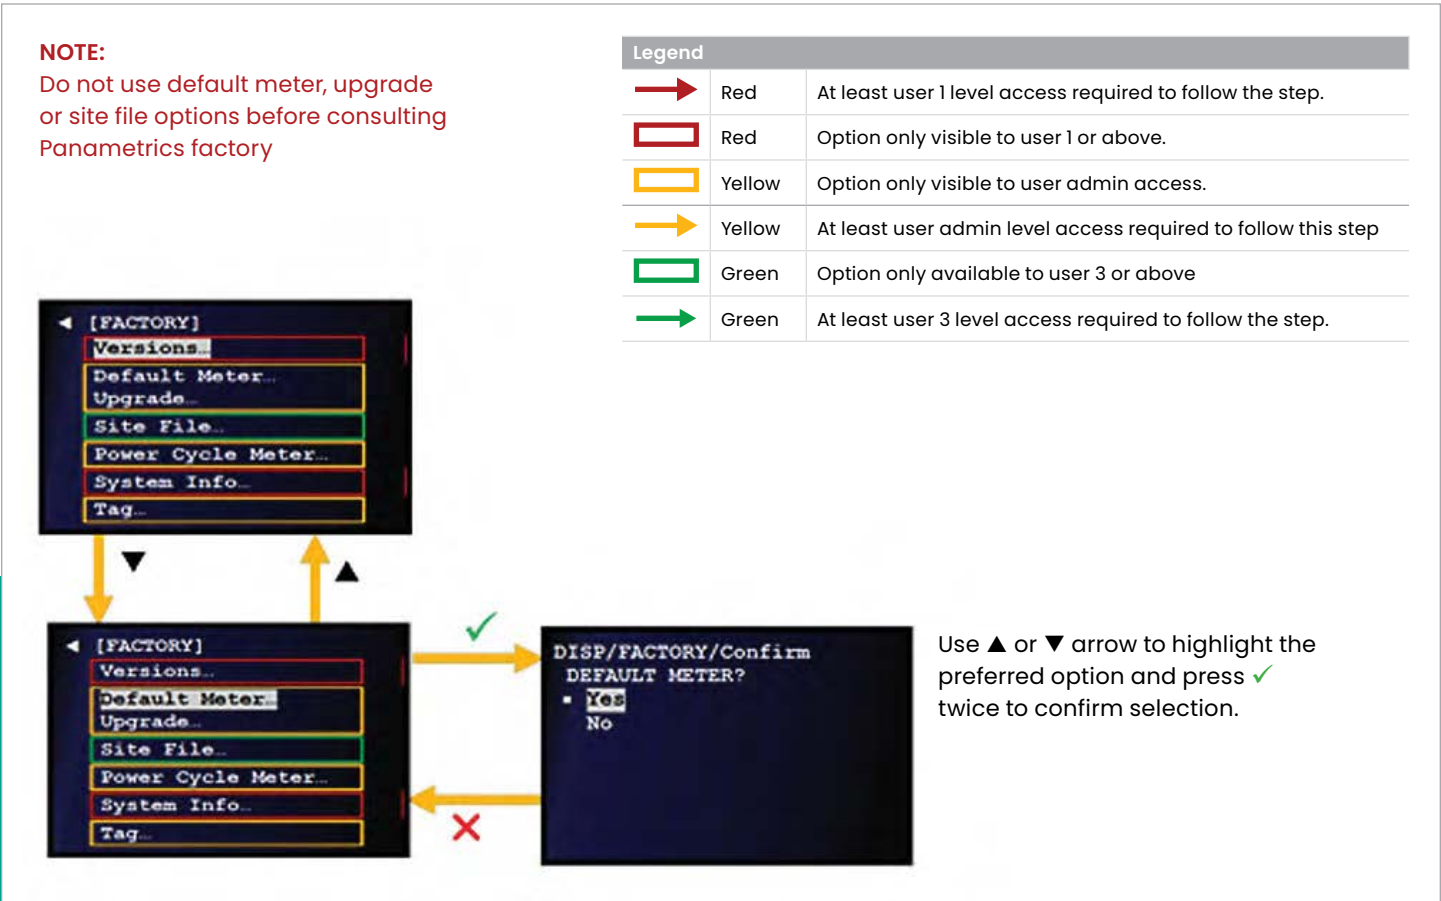 NOTE:
Do not use default meter, upgrade
or site file options before consulting
Panametrics factory
Legend
Red At least user 1 level access required to follow the step.
Red Option only visible to user 1 or above.
Yellow Option only visible to user admin access.
Yellow At least user admin level access required to follow this step
Green Option only available to user 3 or above
Green At least user 3 level access required to follow the step.
◄ [FACTORY]
Versions…
Default Meter…
Upgrade…
Site File…
Power Cycle Meter…
System Info…
Tag…
▼
▲
◄ [FACTORY]
Versions…
Default Meter…
Upgrade…
Site File…
Power Cycle Meter…
System Info…
Tag…
✓
✕
DISP/FACTORY/Confirm
DEFAULT METER?
▪ Yes
No
Use ▲ or ▼ arrow to highlight the
preferred option and press ✓
twice to confirm selection.